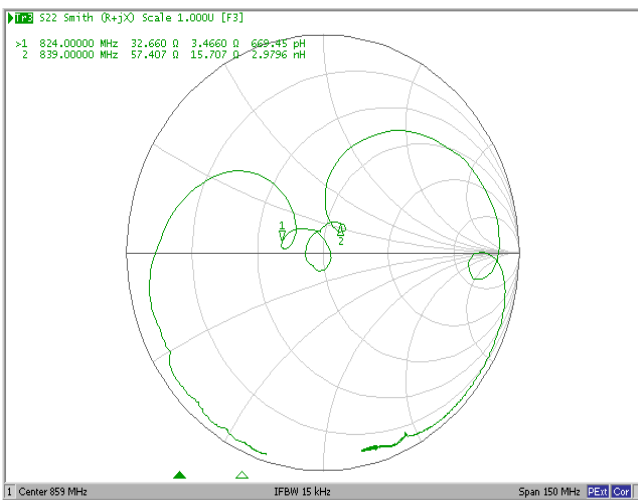 Tr3 S22 Smith (R+jX) Scale 1.000U [F3]
>1 824.00000 MHz 32.660 Ω 3.4660 Ω 669.45 pH
2 839.00000 MHz 57.407 Ω 15.707 Ω 2.9796 nH
1
2
1 Center 859 MHz IFBW 15 kHz Span 150 MHz PExt Cor